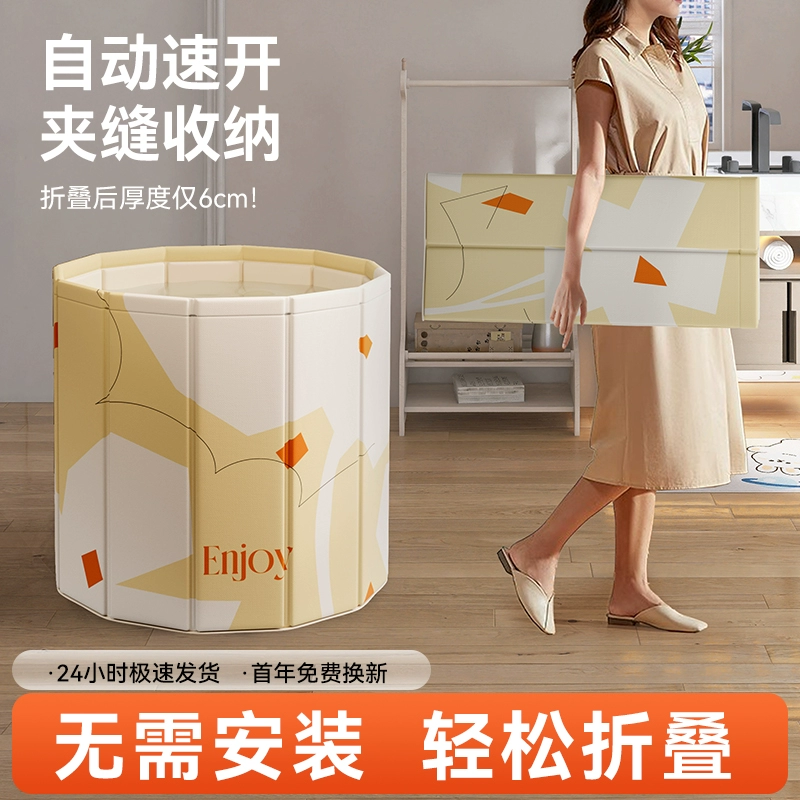 自动速开
夹缝收纳
折叠后厚度仅6cm!
Enjoy
·24小时极速发货 ·首年免费换新
无需安装 轻松折叠